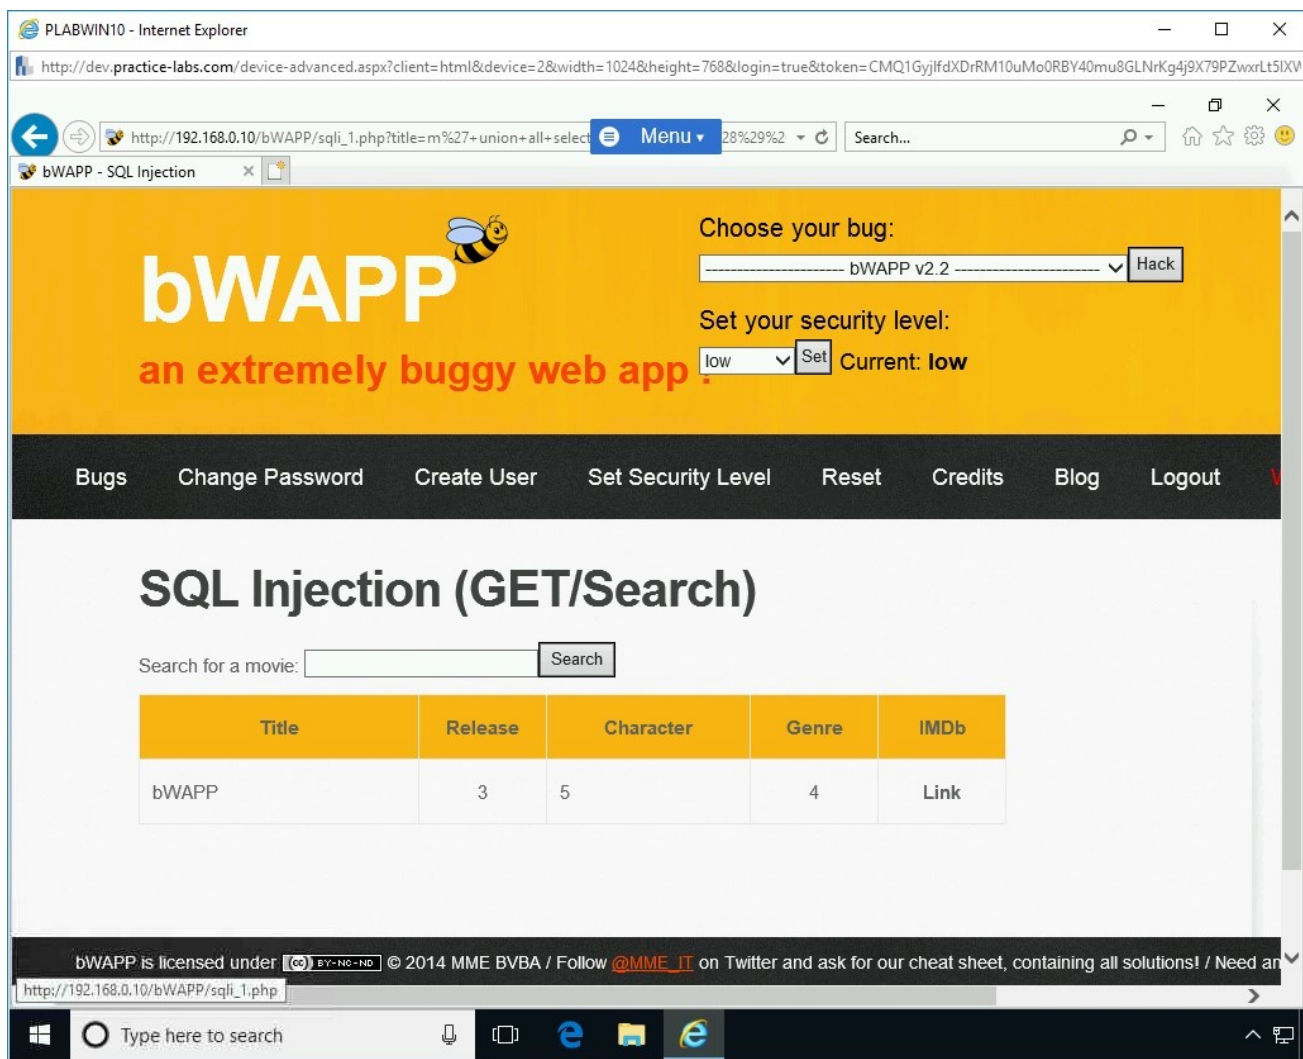 PLABWIN10 - Internet Explorer
http://dev.practice-labs.com/device-advanced.aspx?client=html&device=2&width=1024&height=768&login=true&token=CMQ1GyjlfdXDrRM10uMo0RBY40mu8GLNrKg4j9X79PZwxrLt5IXV
http://192.168.0.10/bWAPP/sqli_1.php?title=m%27+union+all+select
Menu
28%29%2
Search...
bWAPP - SQL Injection
bWAPP
an extremely buggy web app !
Choose your bug:
---------------------- bWAPP v2.2 -----------------------
Hack
Set your security level:
low
Set
Current: low
Bugs
Change Password
Create User
Set Security Level
Reset
Credits
Blog
Logout
SQL Injection (GET/Search)
Search for a movie:
Search
Title Release Character Genre IMDb
bWAPP 3 5 4 Link
bWAPP is licensed under (cc) BY-NC-ND © 2014 MME BVBA / Follow @MME_IT on Twitter and ask for our cheat sheet, containing all solutions! / Need an
http://192.168.0.10/bWAPP/sqli_1.php
Type here to search